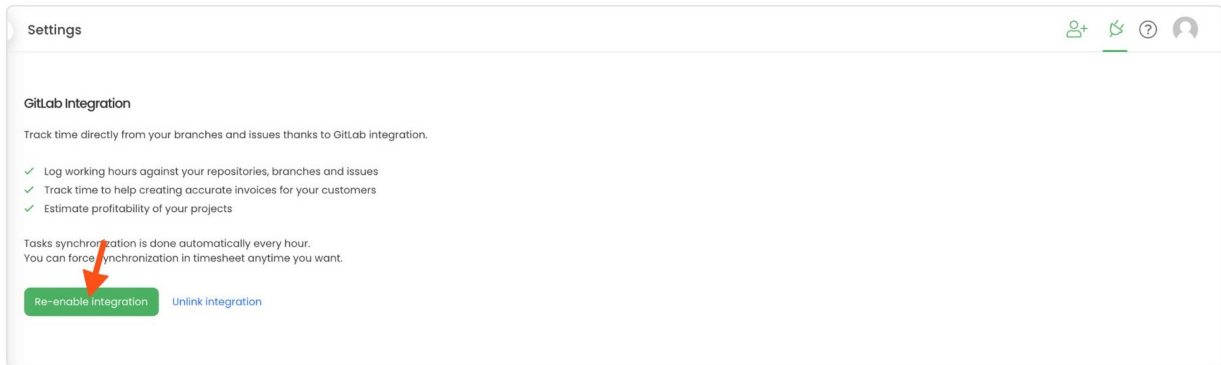 Settings
GitLab Integration
Track time directly from your branches and issues thanks to GitLab integration.
Log working hours against your repositories, branches and issues
Track time to help creating accurate invoices for your customers
Estimate profitability of your projects
Tasks synchronization is done automatically every hour.
You can force synchronization in timesheet anytime you want.
Re-enable integration Unlink integration